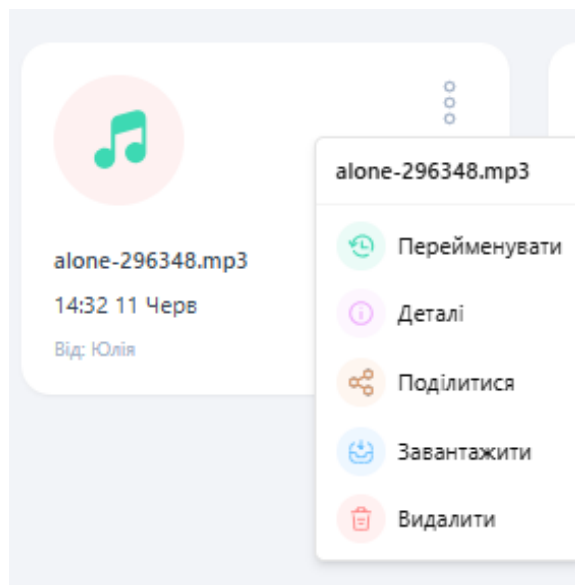 alone-296348.mp3
14:32 11 Черв
Від: Юлія
alone-296348.mp3
Перейменувати
Деталі
Поділитися
Завантажити
Видалити